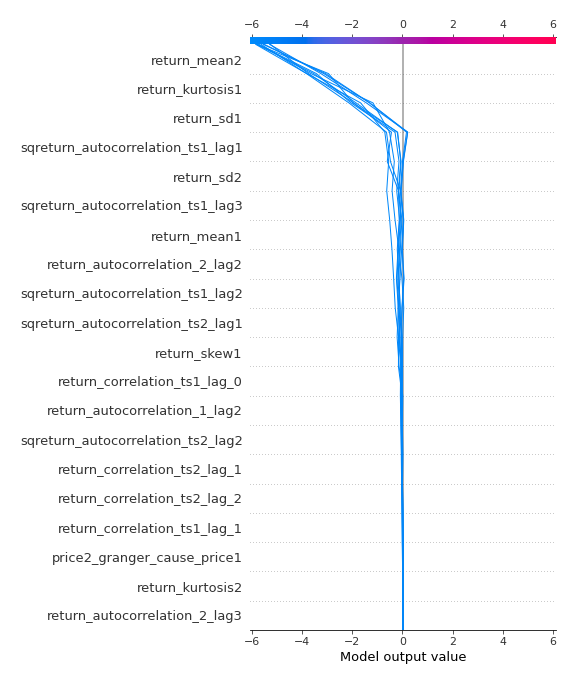 −6 −4 −2 0 2 4 6
return_mean2
return_kurtosis1
return_sd1
sqreturn_autocorrelation_ts1_lag1
return_sd2
sqreturn_autocorrelation_ts1_lag3
return_mean1
return_autocorrelation_2_lag2
sqreturn_autocorrelation_ts1_lag2
sqreturn_autocorrelation_ts2_lag1
return_skew1
return_correlation_ts1_lag_0
return_autocorrelation_1_lag2
sqreturn_autocorrelation_ts2_lag2
return_correlation_ts2_lag_1
return_correlation_ts2_lag_2
return_correlation_ts1_lag_1
price2_granger_cause_price1
return_kurtosis2
return_autocorrelation_2_lag3
−6 −4 −2 0 2 4 6
Model output value